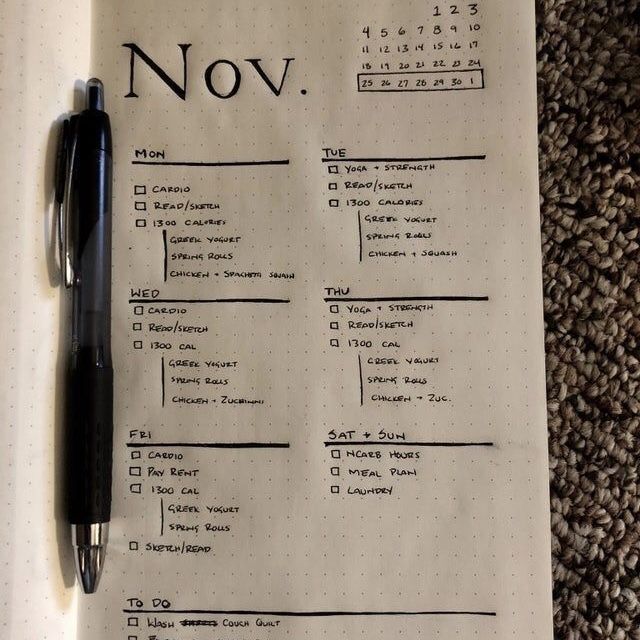 Nov.
1 2 3
4 5 6 7 8 9 10
11 12 13 14 15 16 17
18 19 20 21 22 23 24
25 26 27 28 29 30 1
MON
CARDIO
READ/SKETCH
1300 CALORIES
GREEK YOGURT
SPRING ROLLS
CHICKEN + SPAGHETTI SQUASH
TUE
YOGA + STRENGTH
READ/SKETCH
1300 CALORIES
GREEK YOGURT
SPRING ROLLS
CHICKEN + SQUASH
WED
CARDIO
READ/SKETCH
1300 CAL
GREEK YOGURT
SPRING ROLLS
CHICKEN + ZUCHINNI
THU
YOGA + STRENGTH
READ/SKETCH
1300 CAL
GREEK YOGURT
SPRING ROLLS
CHICKEN + ZUC.
FRI
CARDIO
PAY RENT
1300 CAL
GREEK YOGURT
SPRING ROLLS
SKETCH/READ
SAT + SUN
NCARB HOURS
MEAL PLAN
LAUNDRY
TO DO
WASH COUCH QUILT